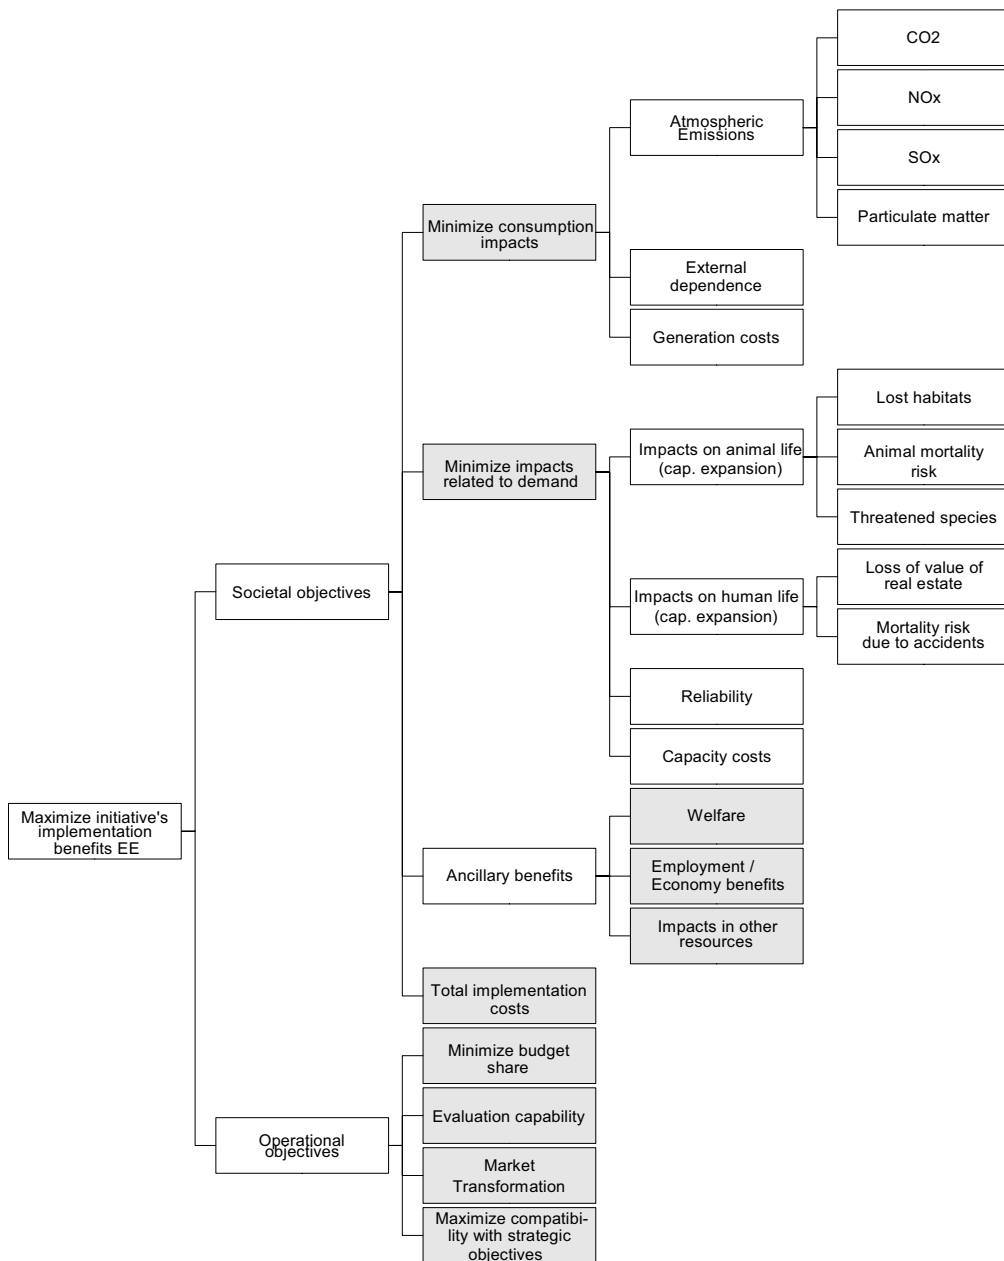 CO2
NOx
Atmospheric
Emissions
SOx
Particulate matter
Minimize consumption
impacts
External
dependence
Generation costs
Lost habitats
Impacts on animal life
(cap. expansion)
Animal mortality
risk
Minimize impacts
related to demand
Threatened species
Loss of value of
real estate
Societal objectives
Impacts on human life
(cap. expansion)
Mortality risk
due to accidents
Reliability
Capacity costs
Maximize initiative's
implementation
benefits EE
Welfare
Ancillary benefits
Employment /
Economy benefits
Impacts in other
resources
Total implementation
costs
Minimize budget
share
Evaluation capability
Operational
objectives
Market
Transformation
Maximize compatibi-
lity with strategic
objectives